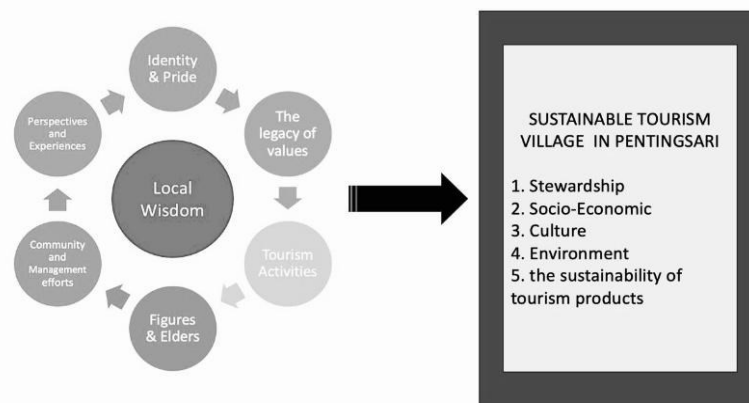 Identity
& Pride
The
legacy of
values
Tourism
Activities
Figures
& Elders
Community
and
Management
efforts
Perspectives
and
Experiences
Local
Wisdom
SUSTAINABLE TOURISM
VILLAGE IN PENTINGSARI
1. Stewardship
2. Socio-Economic
3. Culture
4. Environment
5. the sustainability of
tourism products